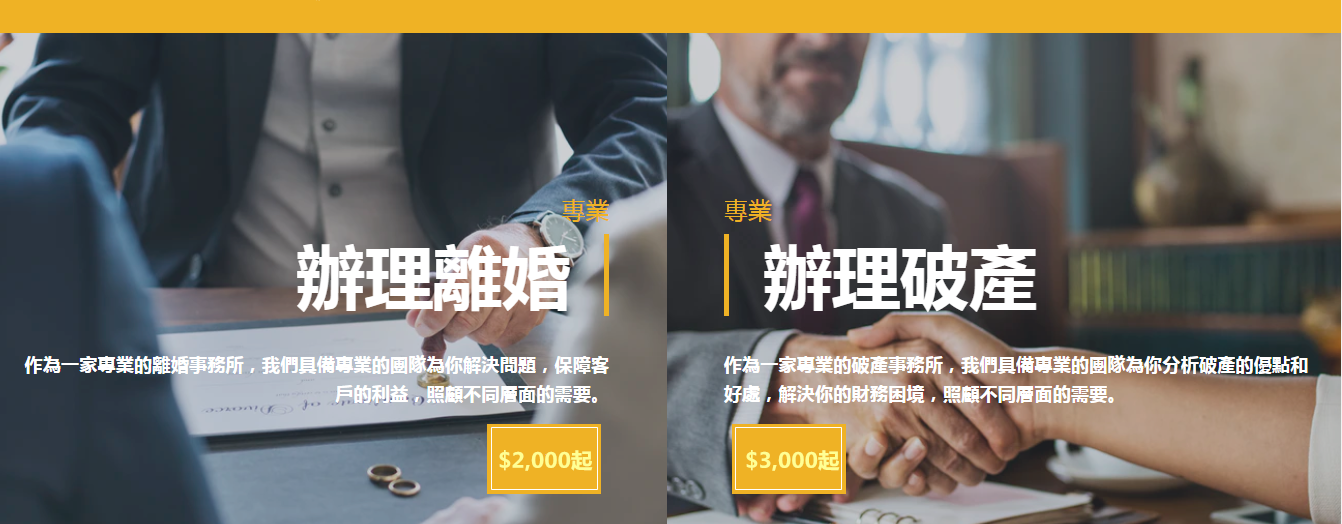 專業
辦理離婚
作為一家專業的離婚事務所，我們具備專業的團隊為你解決問題，保障客
戶的利益，照顧不同層面的需要。
$2,000起
專業
辦理破產
作為一家專業的破產事務所，我們具備專業的團隊為你分析破產的優點和
好處，解決你的財務困境，照顧不同層面的需要。
$3,000起